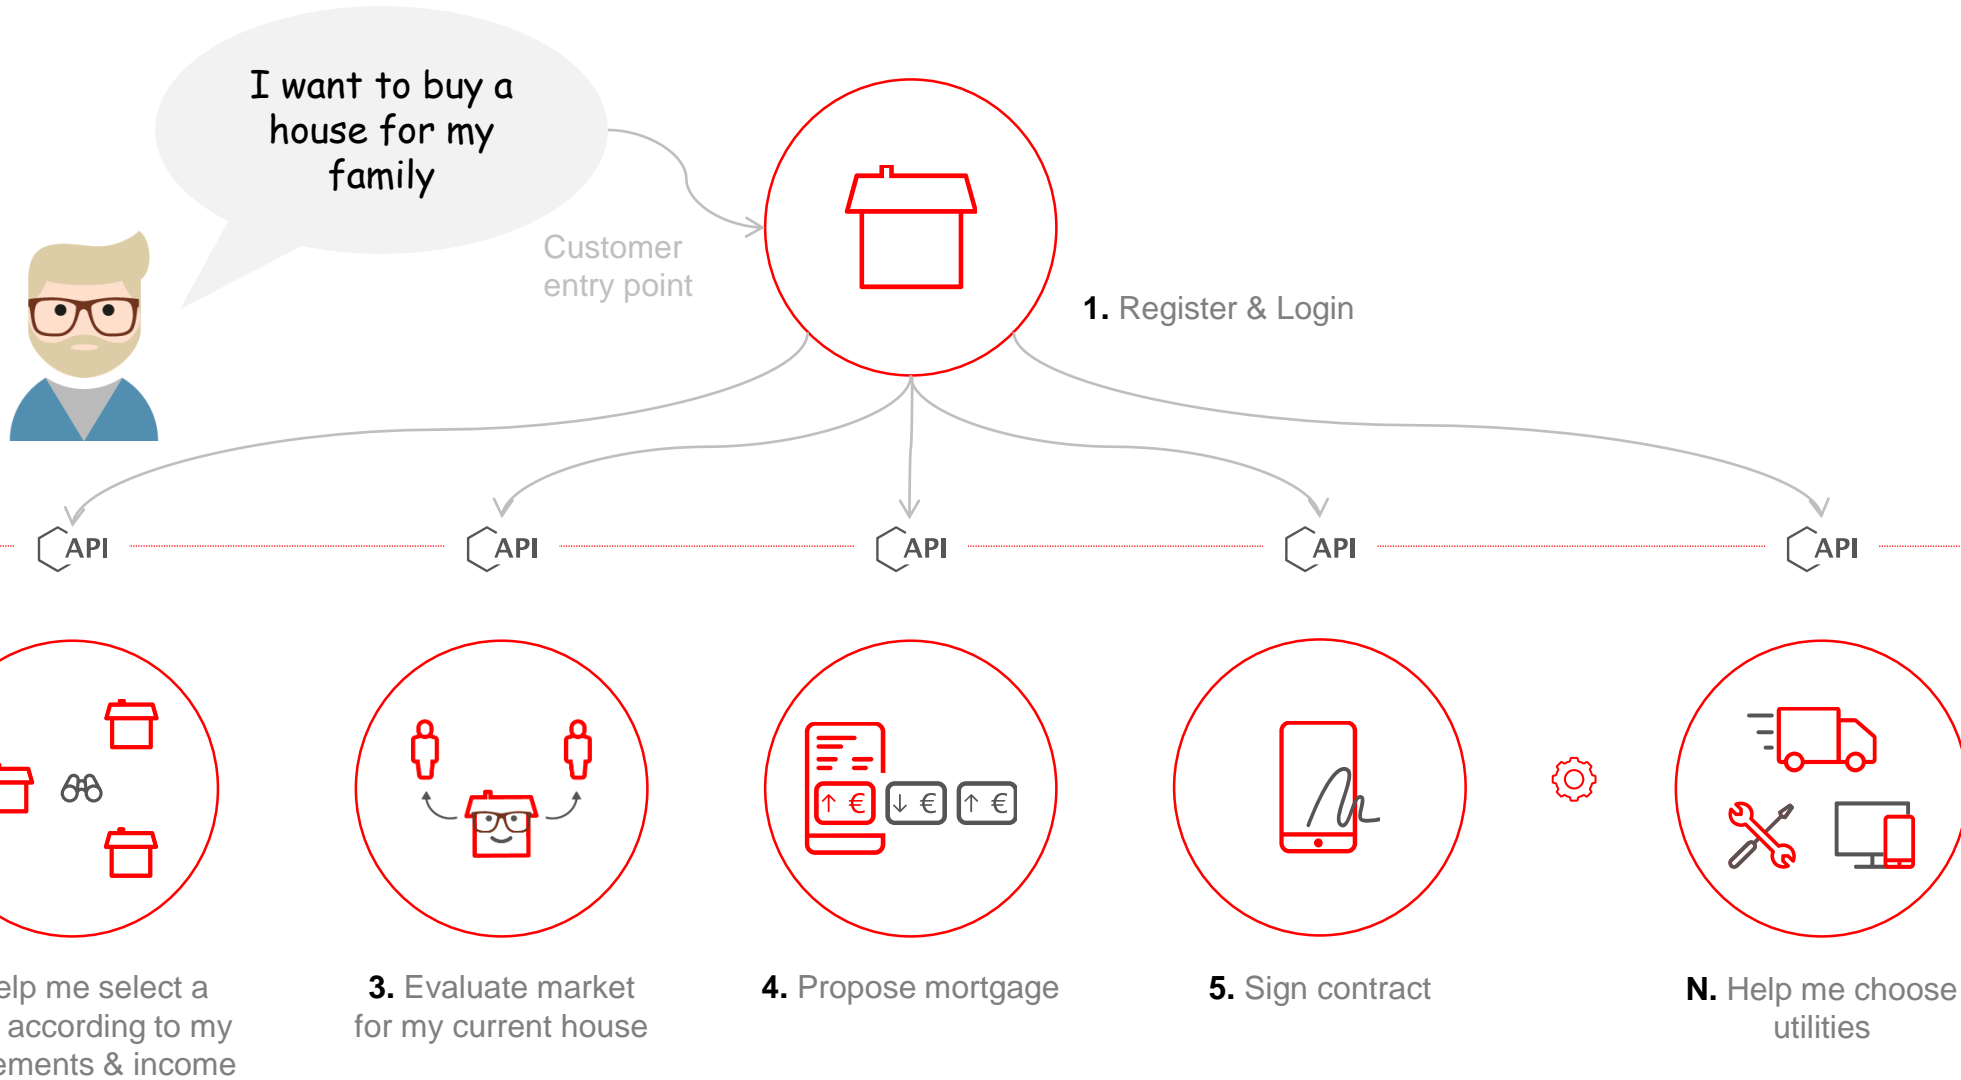 I want to buy a
house for my
family
Customer
entry point
1. Register & Login
API
API
API
API
API
↑ €
↓ €
↑ €
me select a
according to my
& income
3. Evaluate market
for my current house
4. Propose mortgage
5. Sign contract
N. Help me choose
utilities